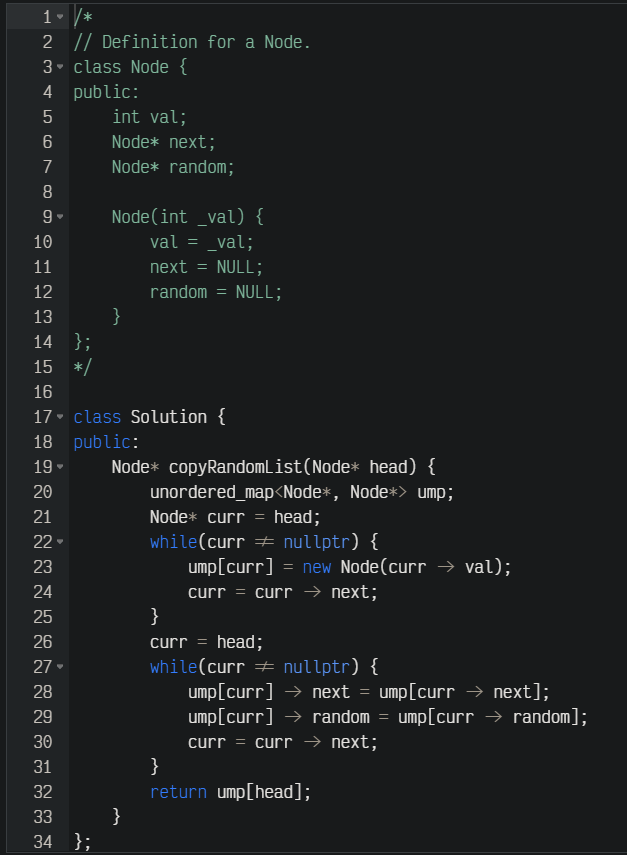 1 /*
2 // Definition for a Node.
3 class Node {
4 public:
5     int val;
6     Node* next;
7     Node* random;
8
9     Node(int _val) {
10         val = _val;
11         next = NULL;
12         random = NULL;
13     }
14 };
15 */
16
17 class Solution {
18 public:
19     Node* copyRandomList(Node* head) {
20         unordered_map<Node*, Node*> ump;
21         Node* curr = head;
22         while(curr ≠ nullptr) {
23             ump[curr] = new Node(curr → val);
24             curr = curr → next;
25         }
26         curr = head;
27         while(curr ≠ nullptr) {
28             ump[curr] → next = ump[curr → next];
29             ump[curr] → random = ump[curr → random];
30             curr = curr → next;
31         }
32         return ump[head];
33     }
34 };